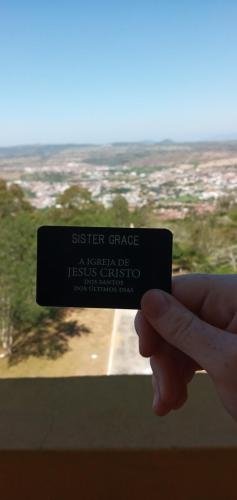 SISTER GRACE
A IGREJA DE
JESUS CRISTO
DOS SANTOS
DOS ÚLTIMOS DIAS